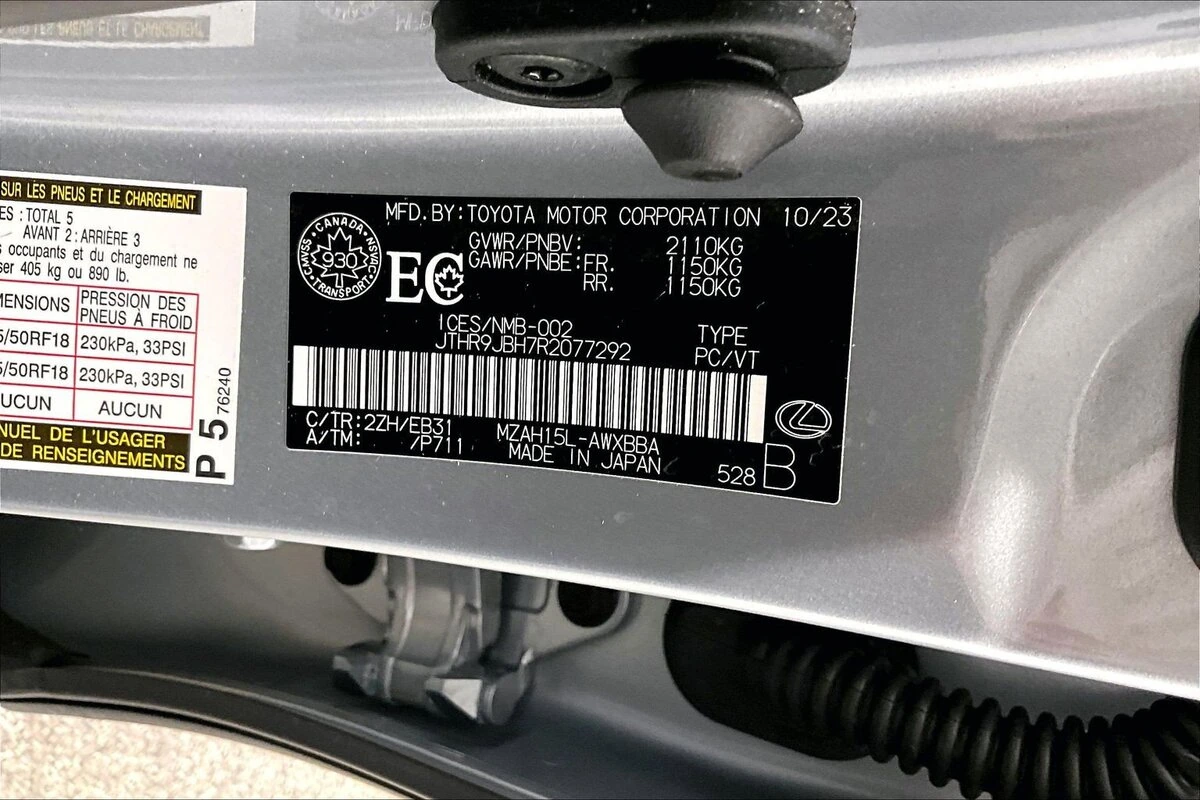 SUR LES PNEUS ET LE CHARGEMENT
ES : TOTAL 5
AVANT 2 : ARRIÈRE 3
occupants et du chargement ne
ser 405 kg ou 890 lb.
MENSIONS PRESSION DES
PNEUS À FROID
5/50RF18 230kPa, 33PSI
5/50RF18 230kPa, 33PSI
UCUN AUCUN
NUEL DE L'USAGER
DE RENSEIGNEMENTS
P 5 76240
MFD.BY:TOYOTA MOTOR CORPORATION 10/23
GVWR/PNBV: 2110KG
GAWR/PNBE:FR. 1150KG
RR. 1150KG
CANADA
930
TRANSPORT
CMVSS
NSVAC
EC
ICES/NMB-002
JTHR9JBH7R2077292
TYPE
PC/VT
C/TR:2ZH/EB31
A/TM: /P711
MZAH15L-AWXBBA
MADE IN JAPAN
528 B